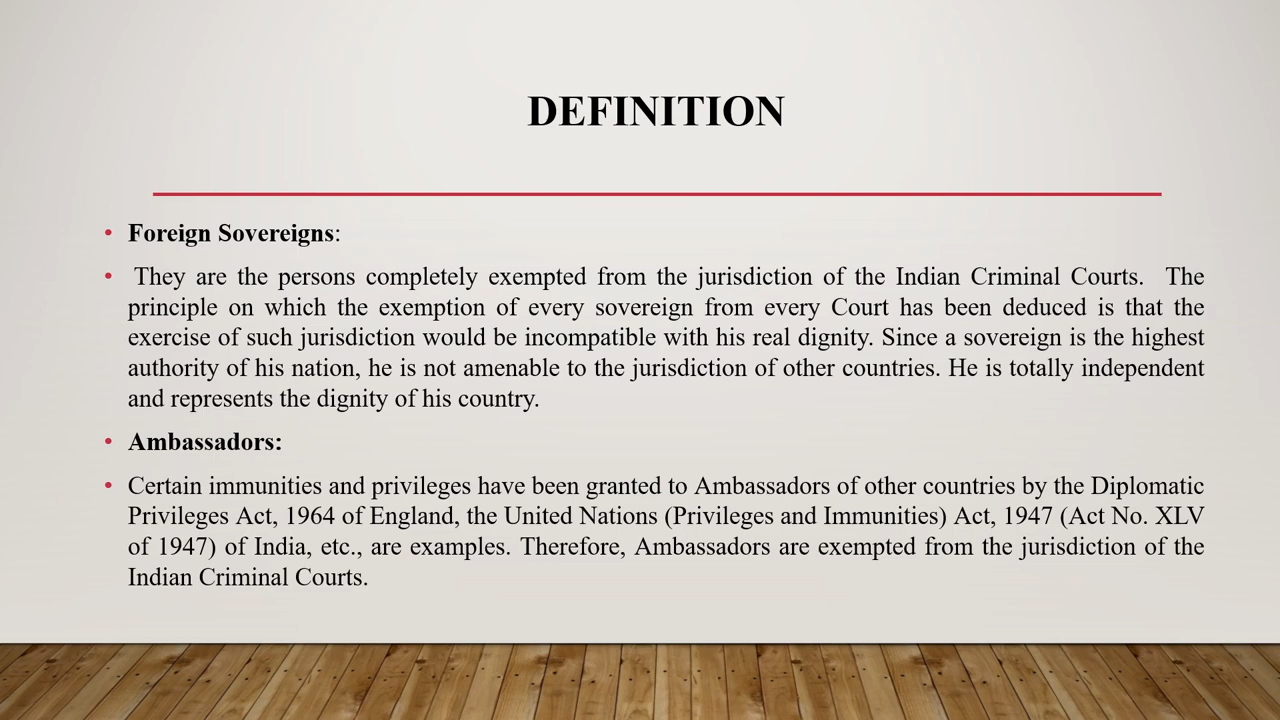 DEFINITION
• Foreign Sovereigns:
• They are the persons completely exempted from the jurisdiction of the Indian Criminal Courts. The
principle on which the exemption of every sovereign from every Court has been deduced is that the
exercise of such jurisdiction would be incompatible with his real dignity. Since a sovereign is the highest
authority of his nation, he is not amenable to the jurisdiction of other countries. He is totally independent
and represents the dignity of his country.
• Ambassadors:
• Certain immunities and privileges have been granted to Ambassadors of other countries by the Diplomatic
Privileges Act, 1964 of England, the United Nations (Privileges and Immunities) Act, 1947 (Act No. XLV
of 1947) of India, etc., are examples. Therefore, Ambassadors are exempted from the jurisdiction of the
Indian Criminal Courts.